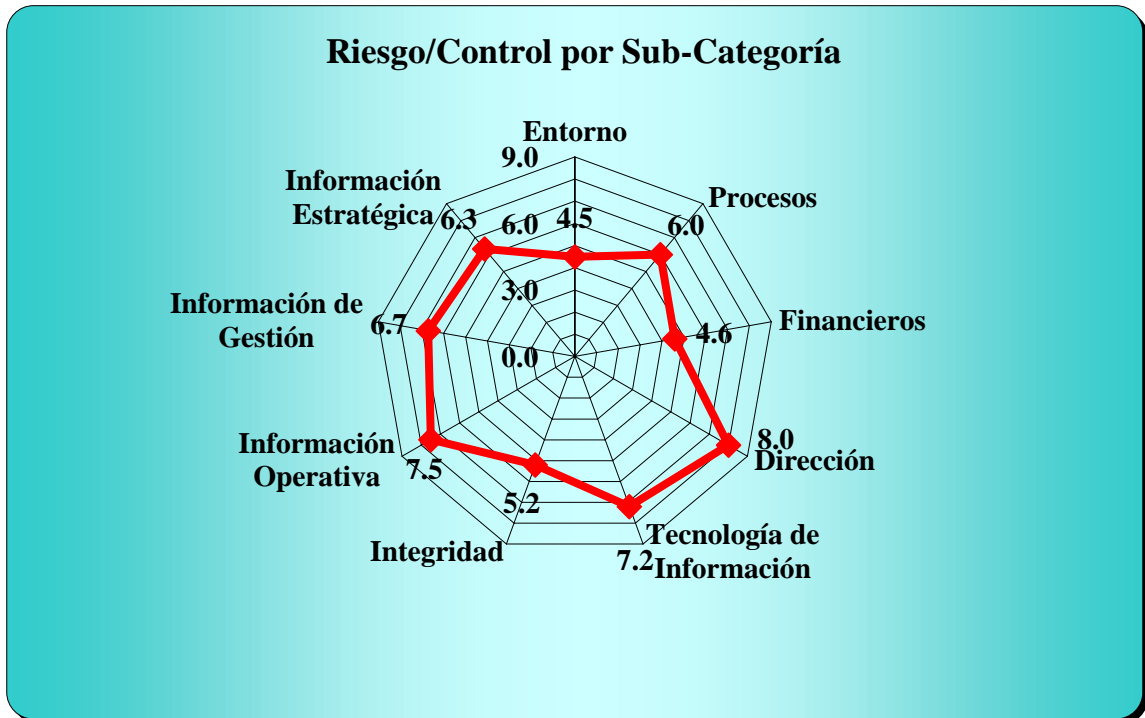 Riesgo/Control por Sub-Categoría
Entorno
9.0
Información
Estratégica
6.3
6.0
4.5
6.0
Procesos
3.0
Información de
Gestión
6.7
Financieros
4.6
0.0
8.0
Dirección
Información
Operativa
7.5
5.2
Integridad
Tecnología de
Información
7.2